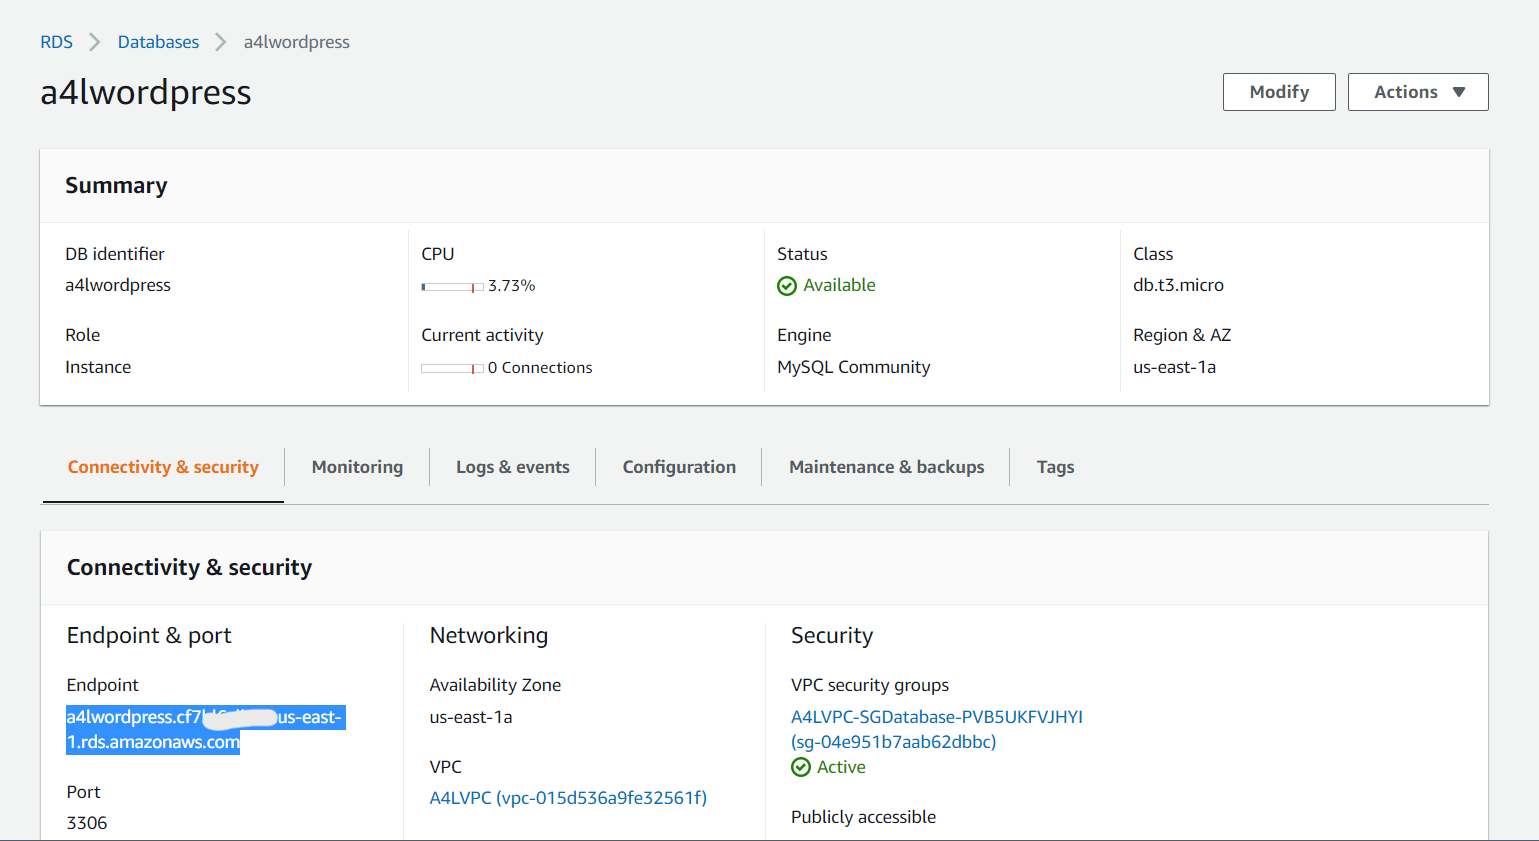 RDS > Databases > a4lwordpress
a4lwordpress
Modify
Actions
Summary
DB identifier
a4lwordpress
CPU
3.73%
Status
Available
Class
db.t3.micro
Role
Instance
Current activity
0 Connections
Engine
MySQL Community
Region & AZ
us-east-1a
Connectivity & security
Monitoring
Logs & events
Configuration
Maintenance & backups
Tags
Connectivity & security
Endpoint & port
Endpoint
a4lwordpress.cf7 us-east-
1.rds.amazonaws.com
Port
3306
Networking
Availability Zone
us-east-1a
VPC
A4LVPC (vpc-015d536a9fe32561f)
Security
VPC security groups
A4LVPC-SGDatabase-PVB5UKFVJHYI
(sg-04e951b7aab62dbbc)
Active
Publicly accessible